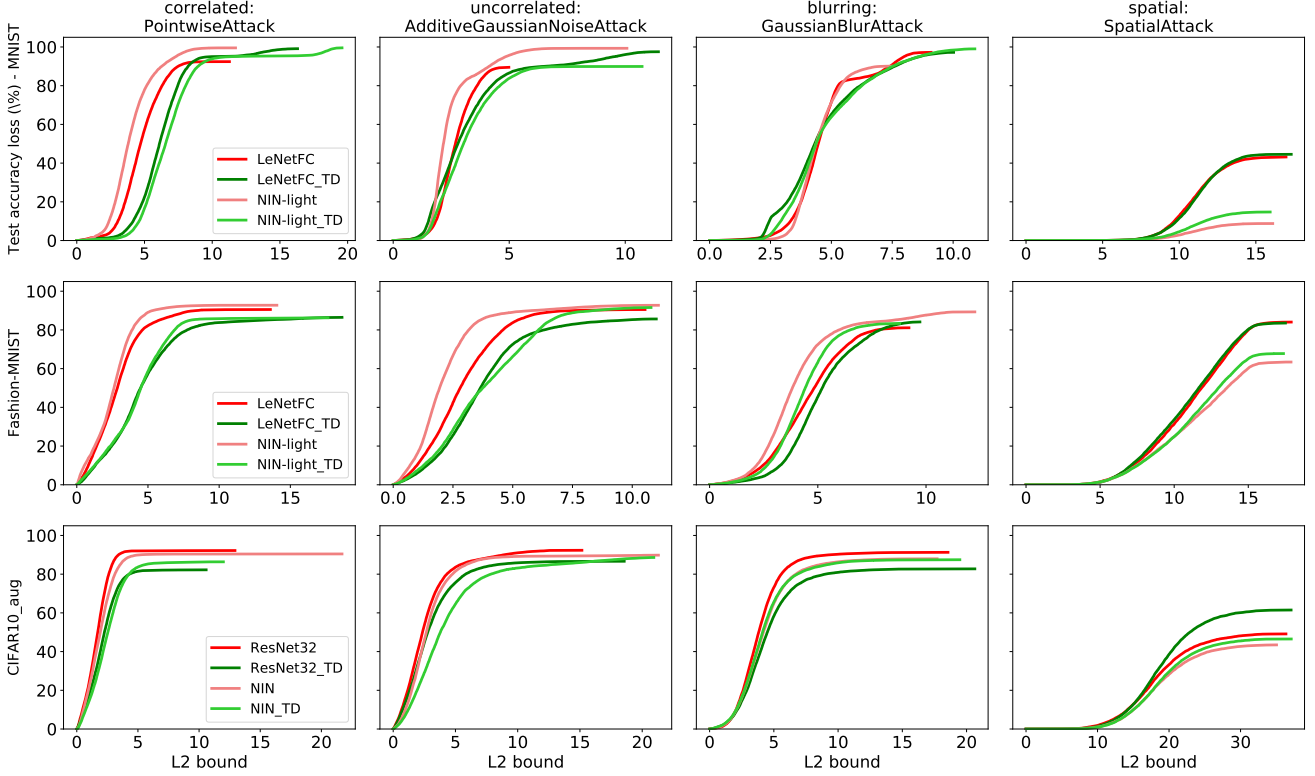 correlated:
PointwiseAttack
uncorrelated:
AdditiveGaussianNoiseAttack
blurring:
GaussianBlurAttack
spatial:
SpatialAttack
Test accuracy loss (\%) - MNIST
100
80
60
40
20
0
LeNetFC
LeNetFC_TD
NIN-light
NIN-light_TD
0 5 10 15 20
0 5 10
0.0 2.5 5.0 7.5 10.0
0 5 10 15
Fashion-MNIST
100
80
60
40
20
0
LeNetFC
LeNetFC_TD
NIN-light
NIN-light_TD
0 5 10 15
0.0 2.5 5.0 7.5 10.0
0 5 10
0 5 10 15
CIFAR10_aug
100
80
60
40
20
0
ResNet32
ResNet32_TD
NIN
NIN_TD
0 5 10 15 20
0 5 10 15 20
0 5 10 15 20
0 10 20 30
L2 bound
L2 bound
L2 bound
L2 bound